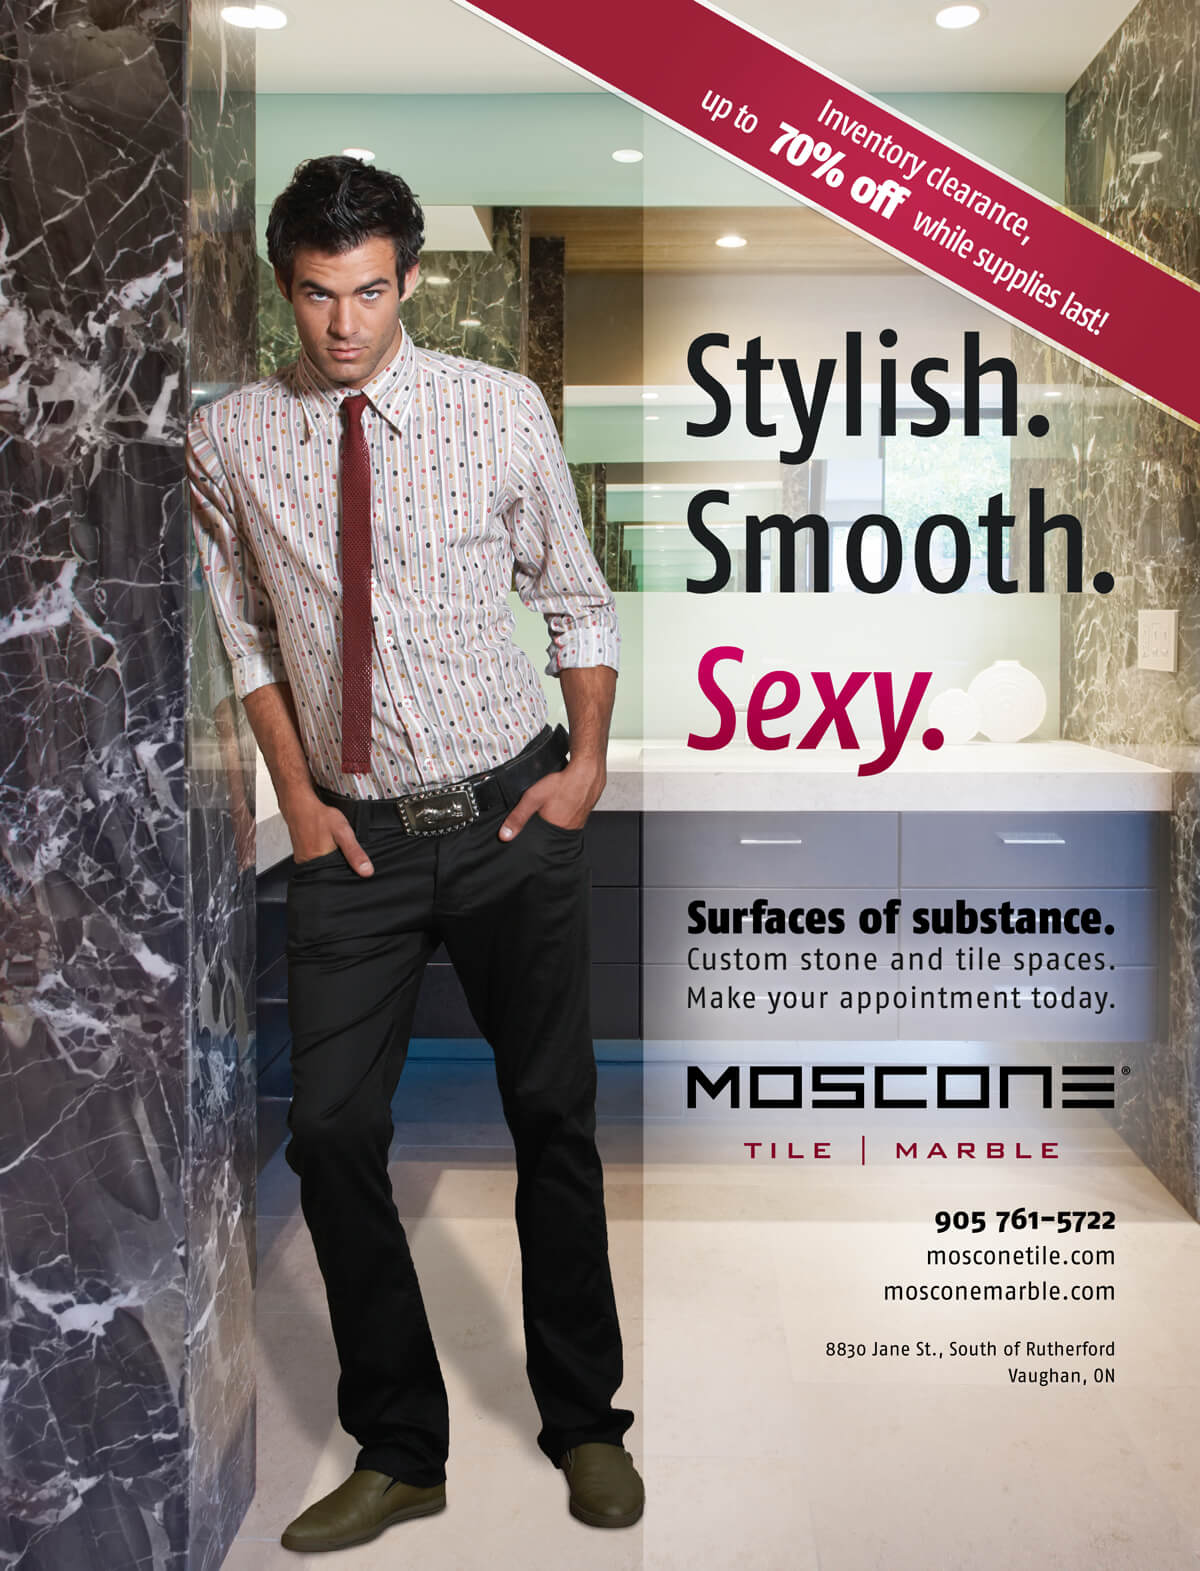 Inventory clearance,
up to 70% off while supplies last!
Stylish.
Smooth.
Sexy.
Surfaces of substance.
Custom stone and tile spaces.
Make your appointment today.
MOSCONE®
TILE | MARBLE
905 761-5722
mosconetile.com
mosconemarble.com
8830 Jane St., South of Rutherford
Vaughan, ON